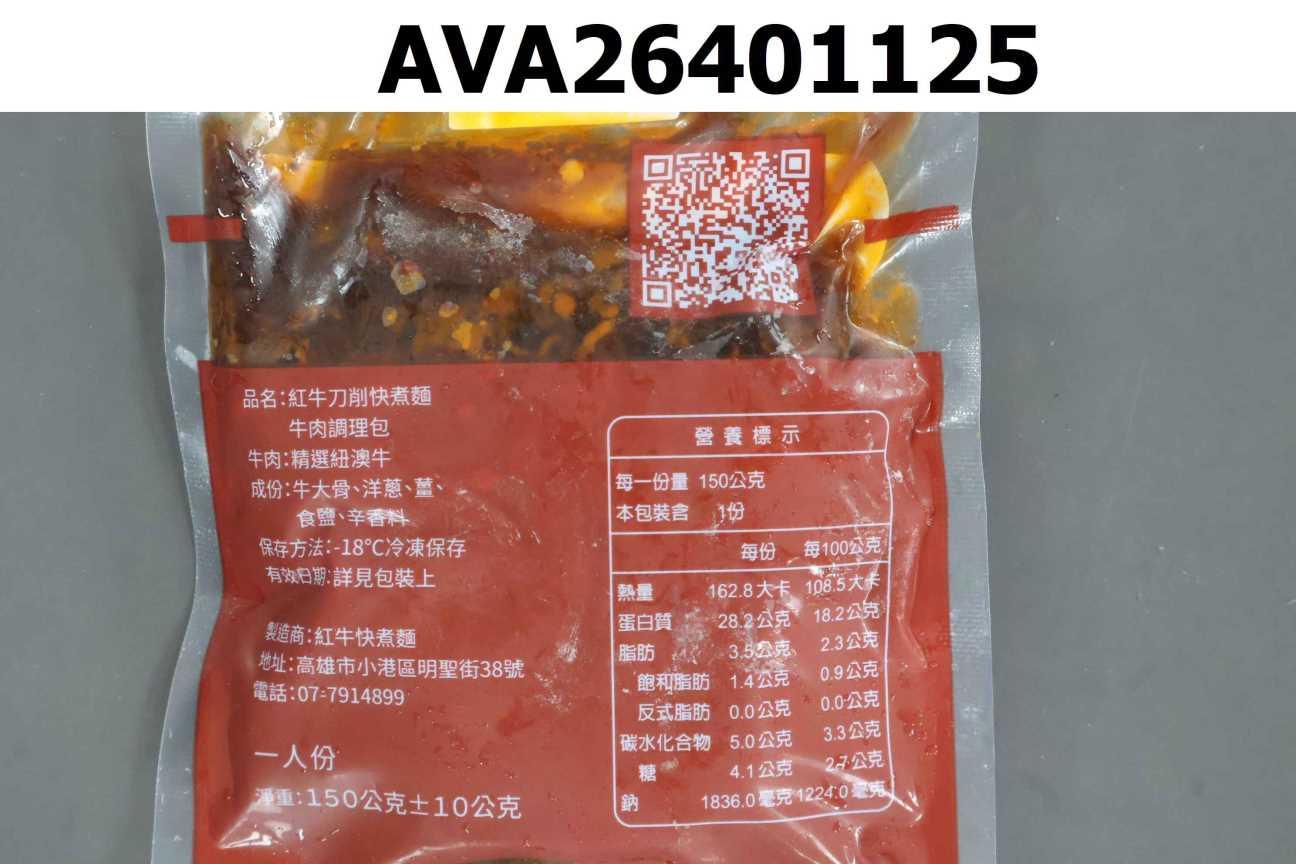 AVA26401125
品名:紅牛刀削快煮麵
牛肉調理包
牛肉:精選紐澳牛
成份:牛大骨、洋蔥、薑、
食鹽、辛香料
保存方法:-18℃冷凍保存
有效日期:詳見包裝上
製造商:紅牛快煮麵
地址:高雄市小港區明聖街38號
電話:07-7914899
一人份
淨重:150公克±10公克
營養標示
每一份量 150公克
本包裝含 1份
每份 每100公克
熱量 162.8大卡 108.5大卡
蛋白質 28.2公克 18.2公克
脂肪 3.5公克 2.3公克
飽和脂肪 1.4公克 0.9公克
反式脂肪 0.0公克 0.0公克
碳水化合物 5.0公克 3.3公克
糖 4.1公克 2.7公克
鈉 1836.0毫克 1224.0毫克